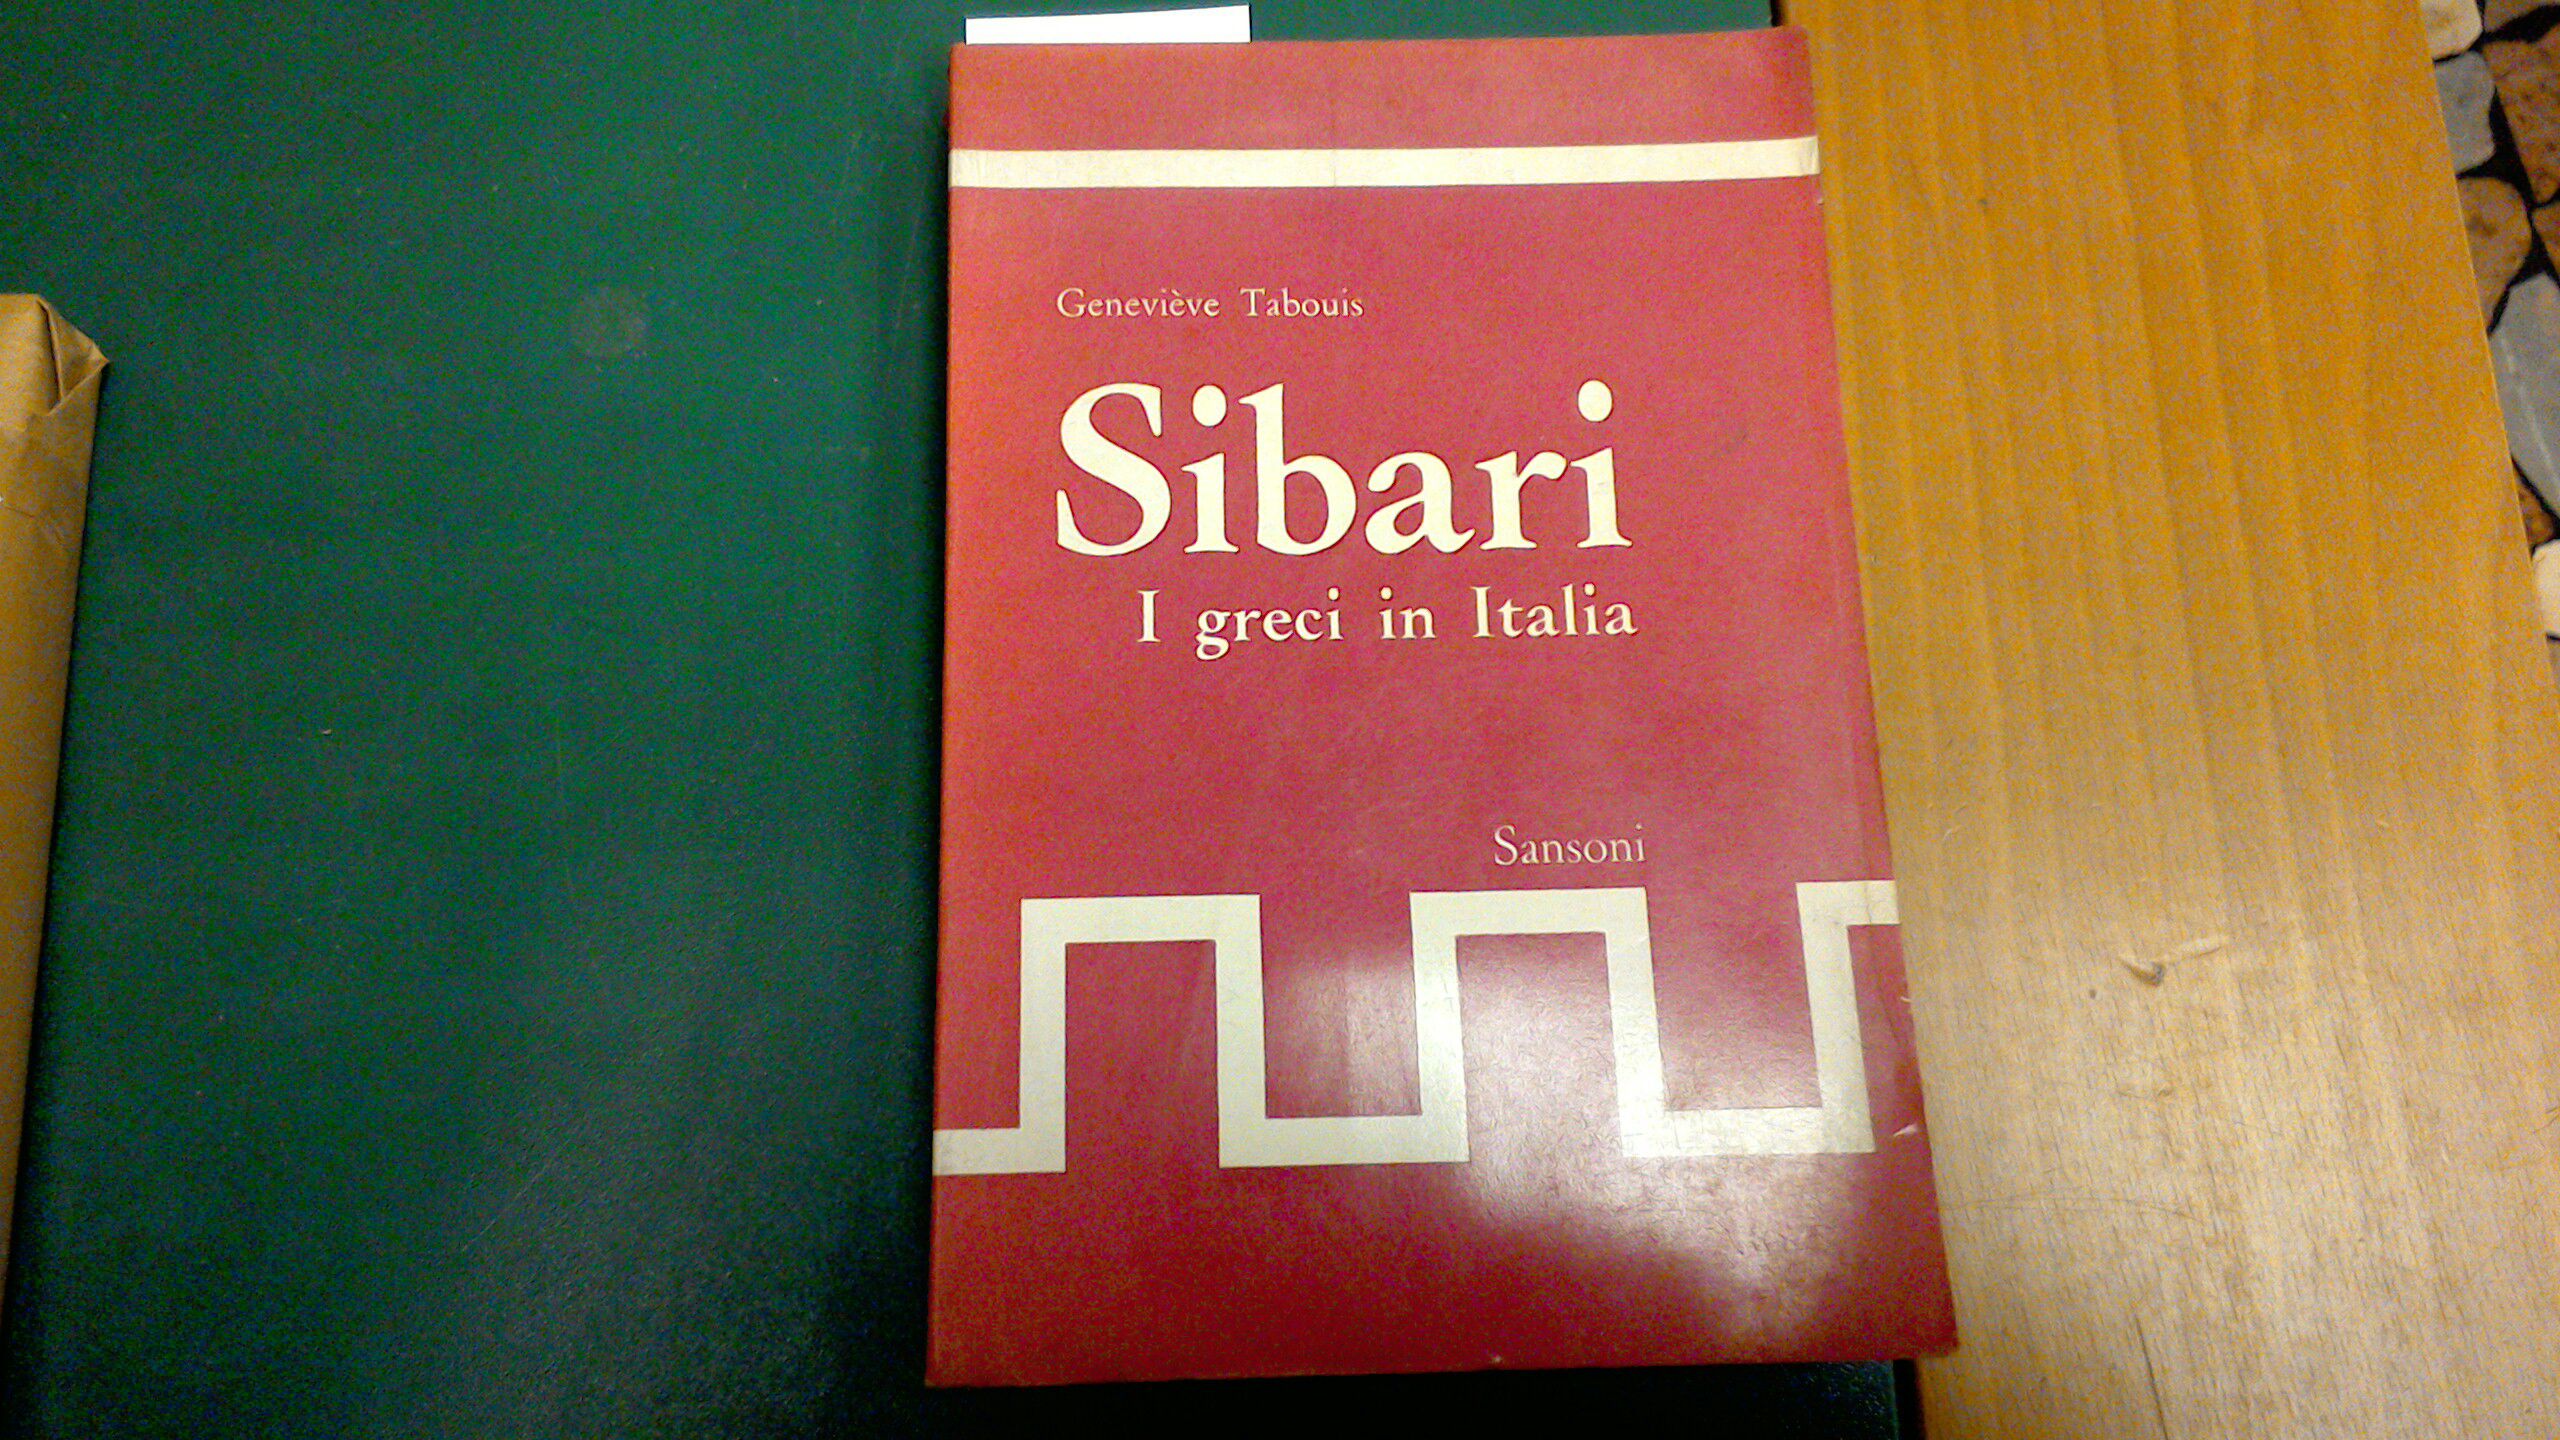 Geneviève Tabouis
Sibari
I greci in Italia
Sansoni